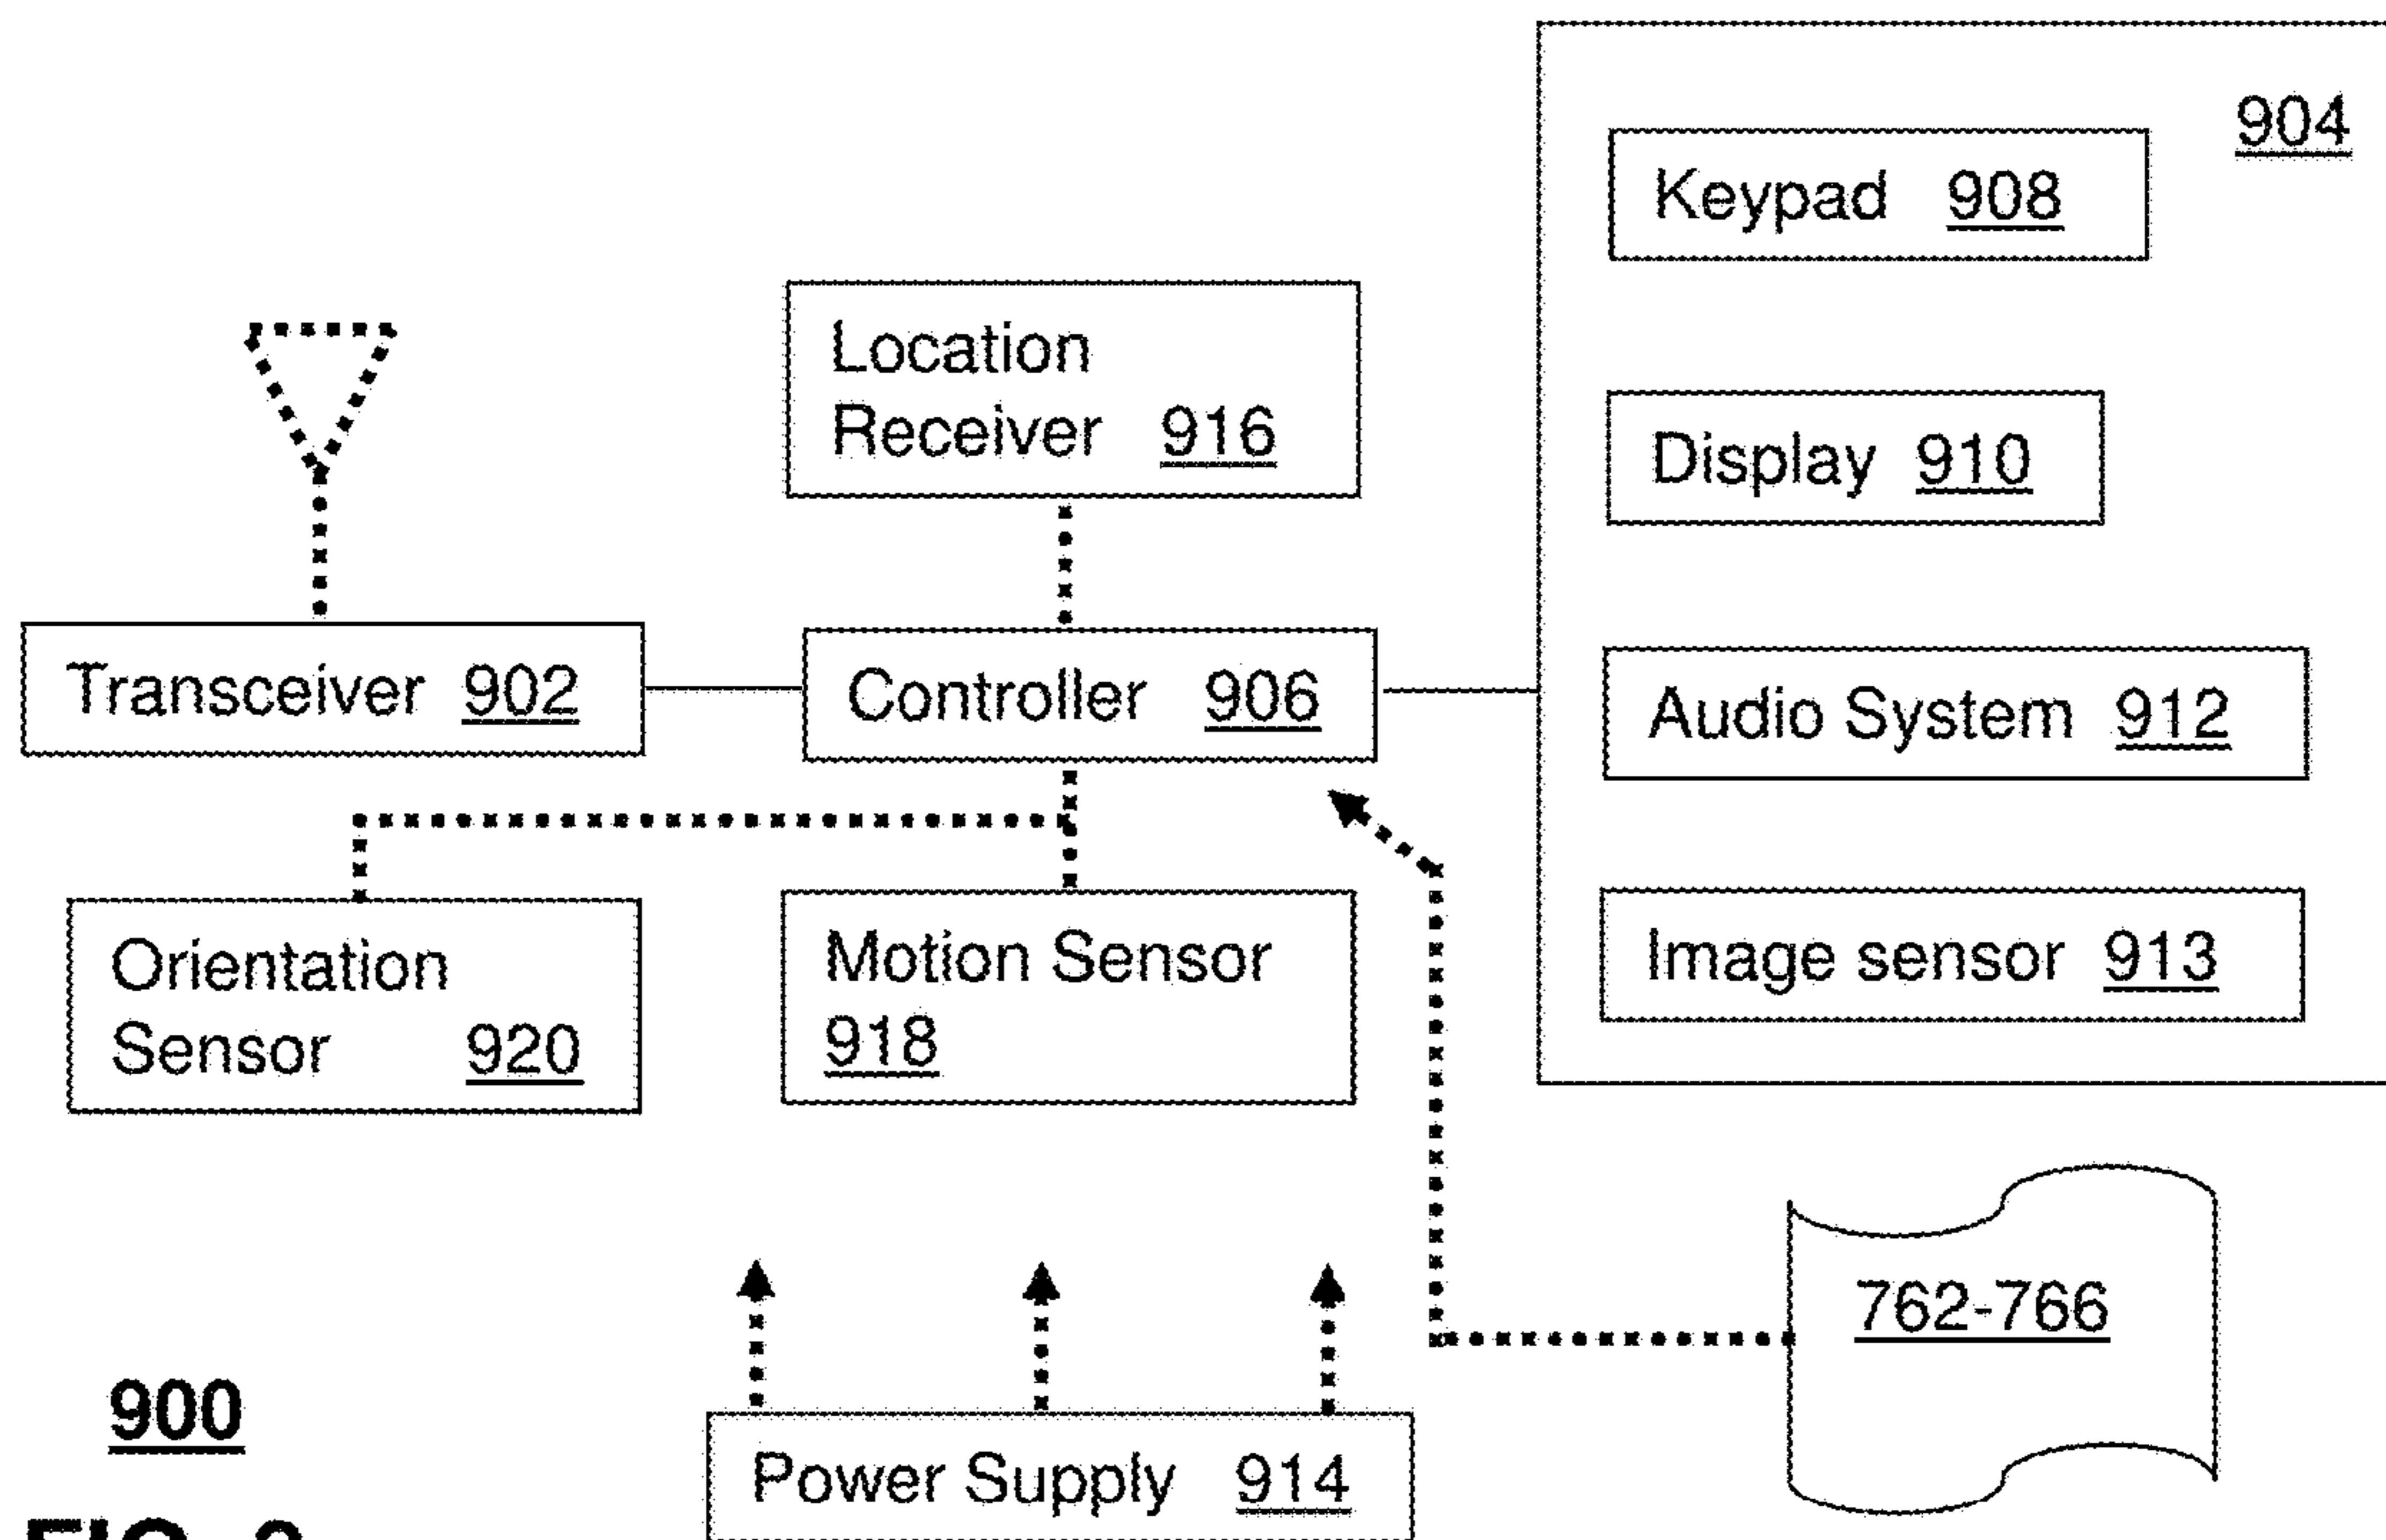 904
Keypad 908
Location
Receiver 916
Display 910
Transceiver 902
Controller 906
Audio System 912
Orientation
Sensor 920
Motion Sensor
918
Image sensor 913
762-766
900
Power Supply 914
FIG.